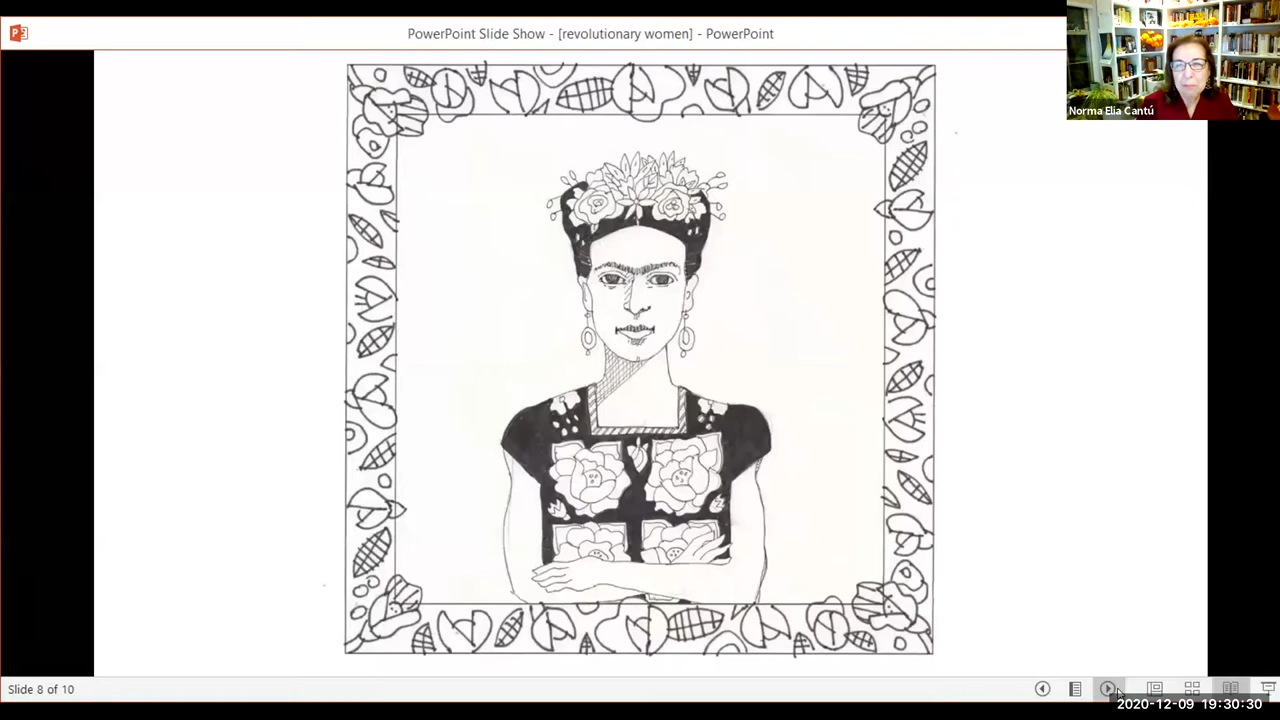 PowerPoint Slide Show - [revolutionary women] - PowerPoint
Norma Elia Cantú
Slide 8 of 10
2020-12-09 19:30:30